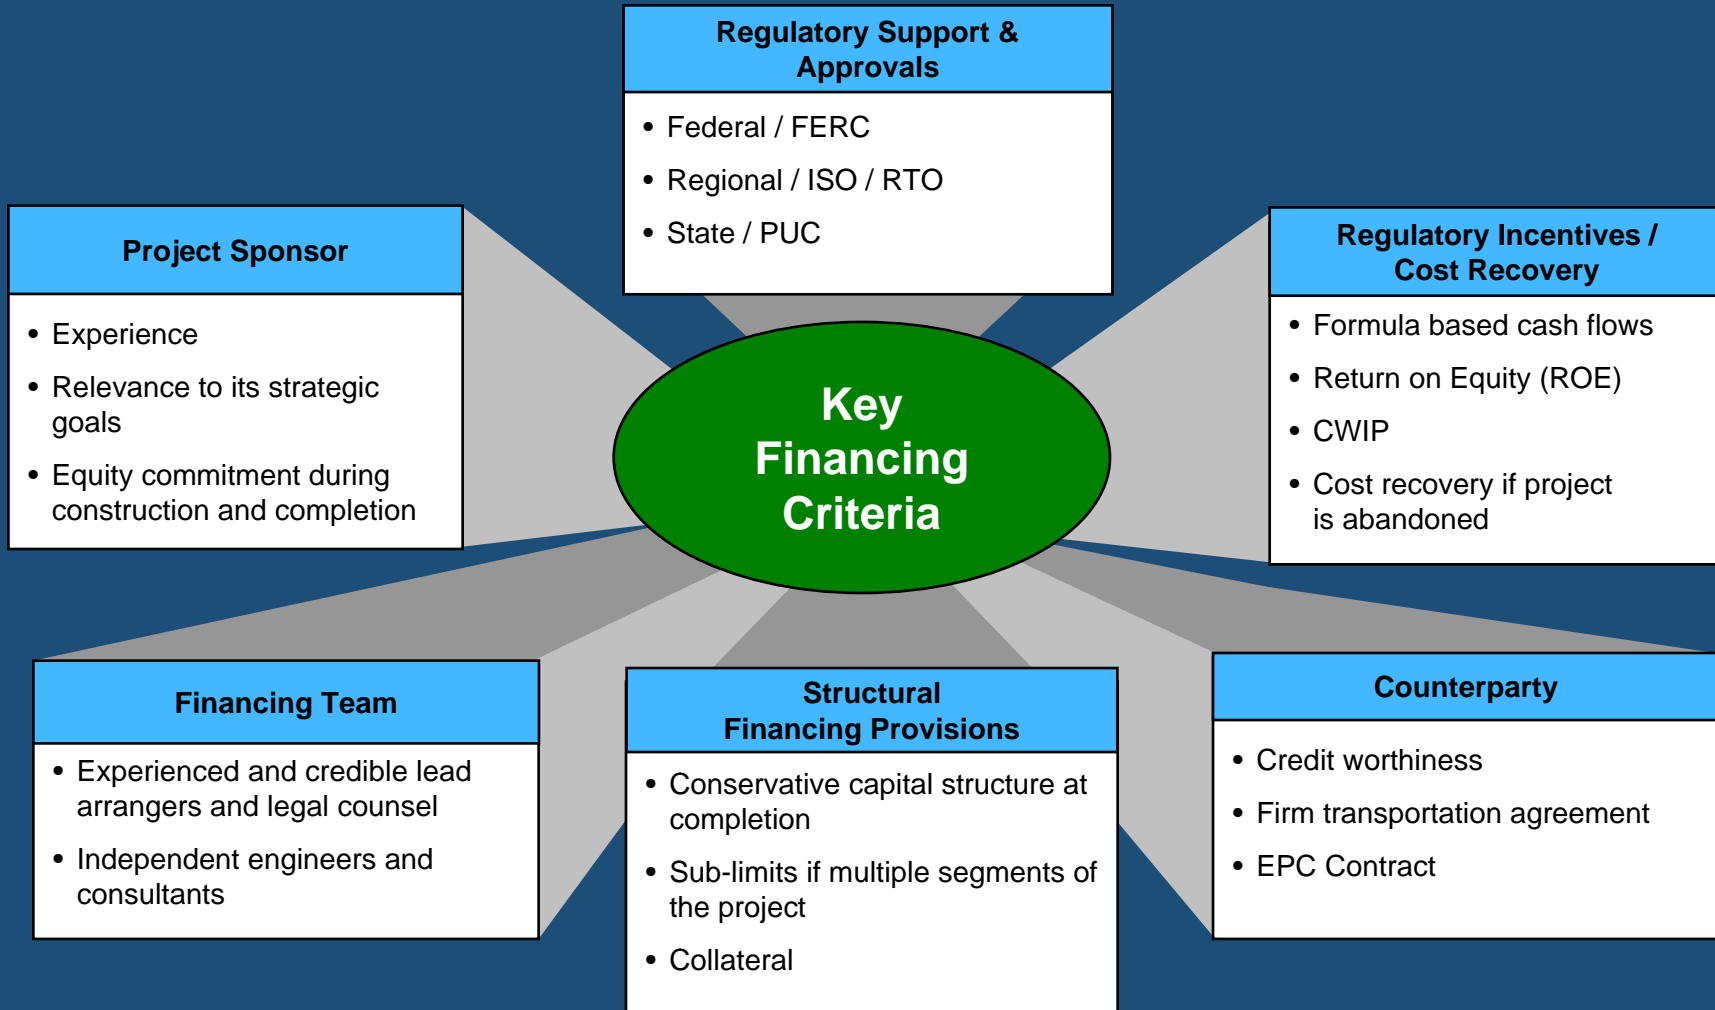 Regulatory Support &
Approvals
• Federal / FERC
• Regional / ISO / RTO
• State / PUC
Project Sponsor
• Experience
• Relevance to its strategic
goals
• Equity commitment during
construction and completion
Regulatory Incentives /
Cost Recovery
• Formula based cash flows
• Return on Equity (ROE)
• CWIP
• Cost recovery if project
is abandoned
Key
Financing
Criteria
Financing Team
• Experienced and credible lead
arrangers and legal counsel
• Independent engineers and
consultants
Structural
Financing Provisions
• Conservative capital structure at
completion
• Sub-limits if multiple segments of
the project
• Collateral
Counterparty
• Credit worthiness
• Firm transportation agreement
• EPC Contract